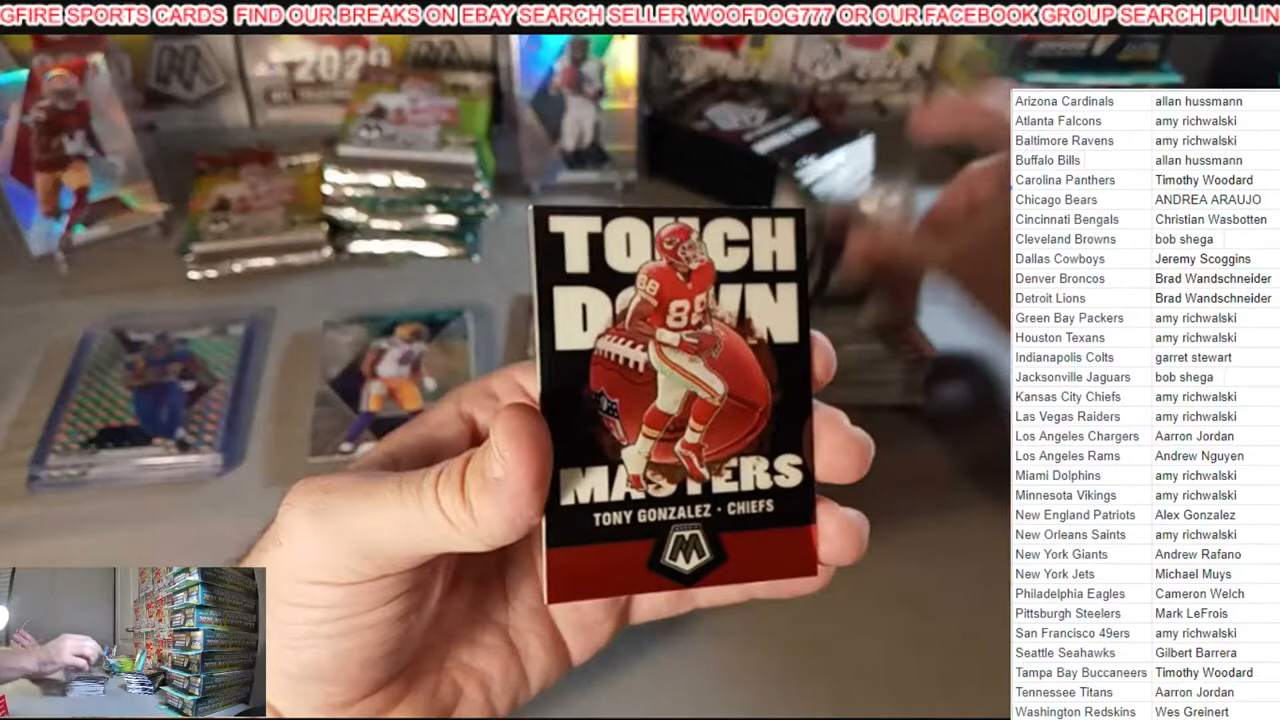 GFIRE SPORTS CARDS  FIND OUR BREAKS ON EBAY SEARCH SELLER WOOFDOG777 OR OUR FACEBOOK GROUP SEARCH PULLIN
2020
TOUCH
DOWN
88
MASTERS
TONY GONZALEZ · CHIEFS
Arizona Cardinals allan hussmann
Atlanta Falcons amy richwalski
Baltimore Ravens amy richwalski
Buffalo Bills allan hussmann
Carolina Panthers Timothy Woodard
Chicago Bears ANDREA ARAUJO
Cincinnati Bengals Christian Wasbotten
Cleveland Browns bob shega
Dallas Cowboys Jeremy Scoggins
Denver Broncos Brad Wandschneider
Detroit Lions Brad Wandschneider
Green Bay Packers amy richwalski
Houston Texans amy richwalski
Indianapolis Colts garret stewart
Jacksonville Jaguars bob shega
Kansas City Chiefs amy richwalski
Las Vegas Raiders amy richwalski
Los Angeles Chargers Aarron Jordan
Los Angeles Rams Andrew Nguyen
Miami Dolphins amy richwalski
Minnesota Vikings amy richwalski
New England Patriots Alex Gonzalez
New Orleans Saints amy richwalski
New York Giants Andrew Rafano
New York Jets Michael Muys
Philadelphia Eagles Cameron Welch
Pittsburgh Steelers Mark LeFrois
San Francisco 49ers amy richwalski
Seattle Seahawks Gilbert Barrera
Tampa Bay Buccaneers Timothy Woodard
Tennessee Titans Aarron Jordan
Washington Redskins Wes Greinert